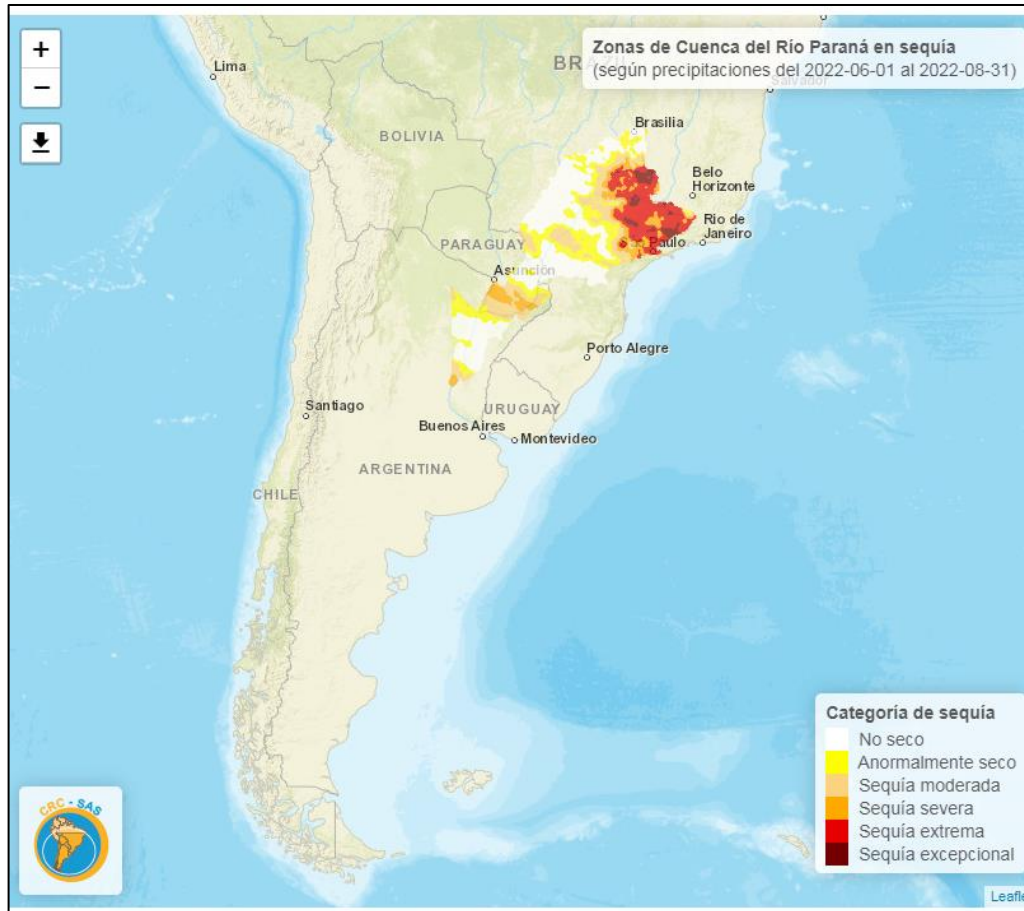 +
−
Zonas de Cuenca del Río Paraná en sequía
(según precipitaciones del 2022-06-01 al 2022-08-31)
Lima
BRAZIL
Salvador
Brasilia
BOLIVIA
Belo
Horizonte
Rio de
Janeiro
Paulo
PARAGUAY
Asunción
Porto Alegre
Santiago
URUGUAY
Buenos Aires
Montevideo
ARGENTINA
CHILE
Categoría de sequía
No seco
Anormalmente seco
Sequía moderada
Sequía severa
Sequía extrema
Sequía excepcional
CRC - SAS
Leafle